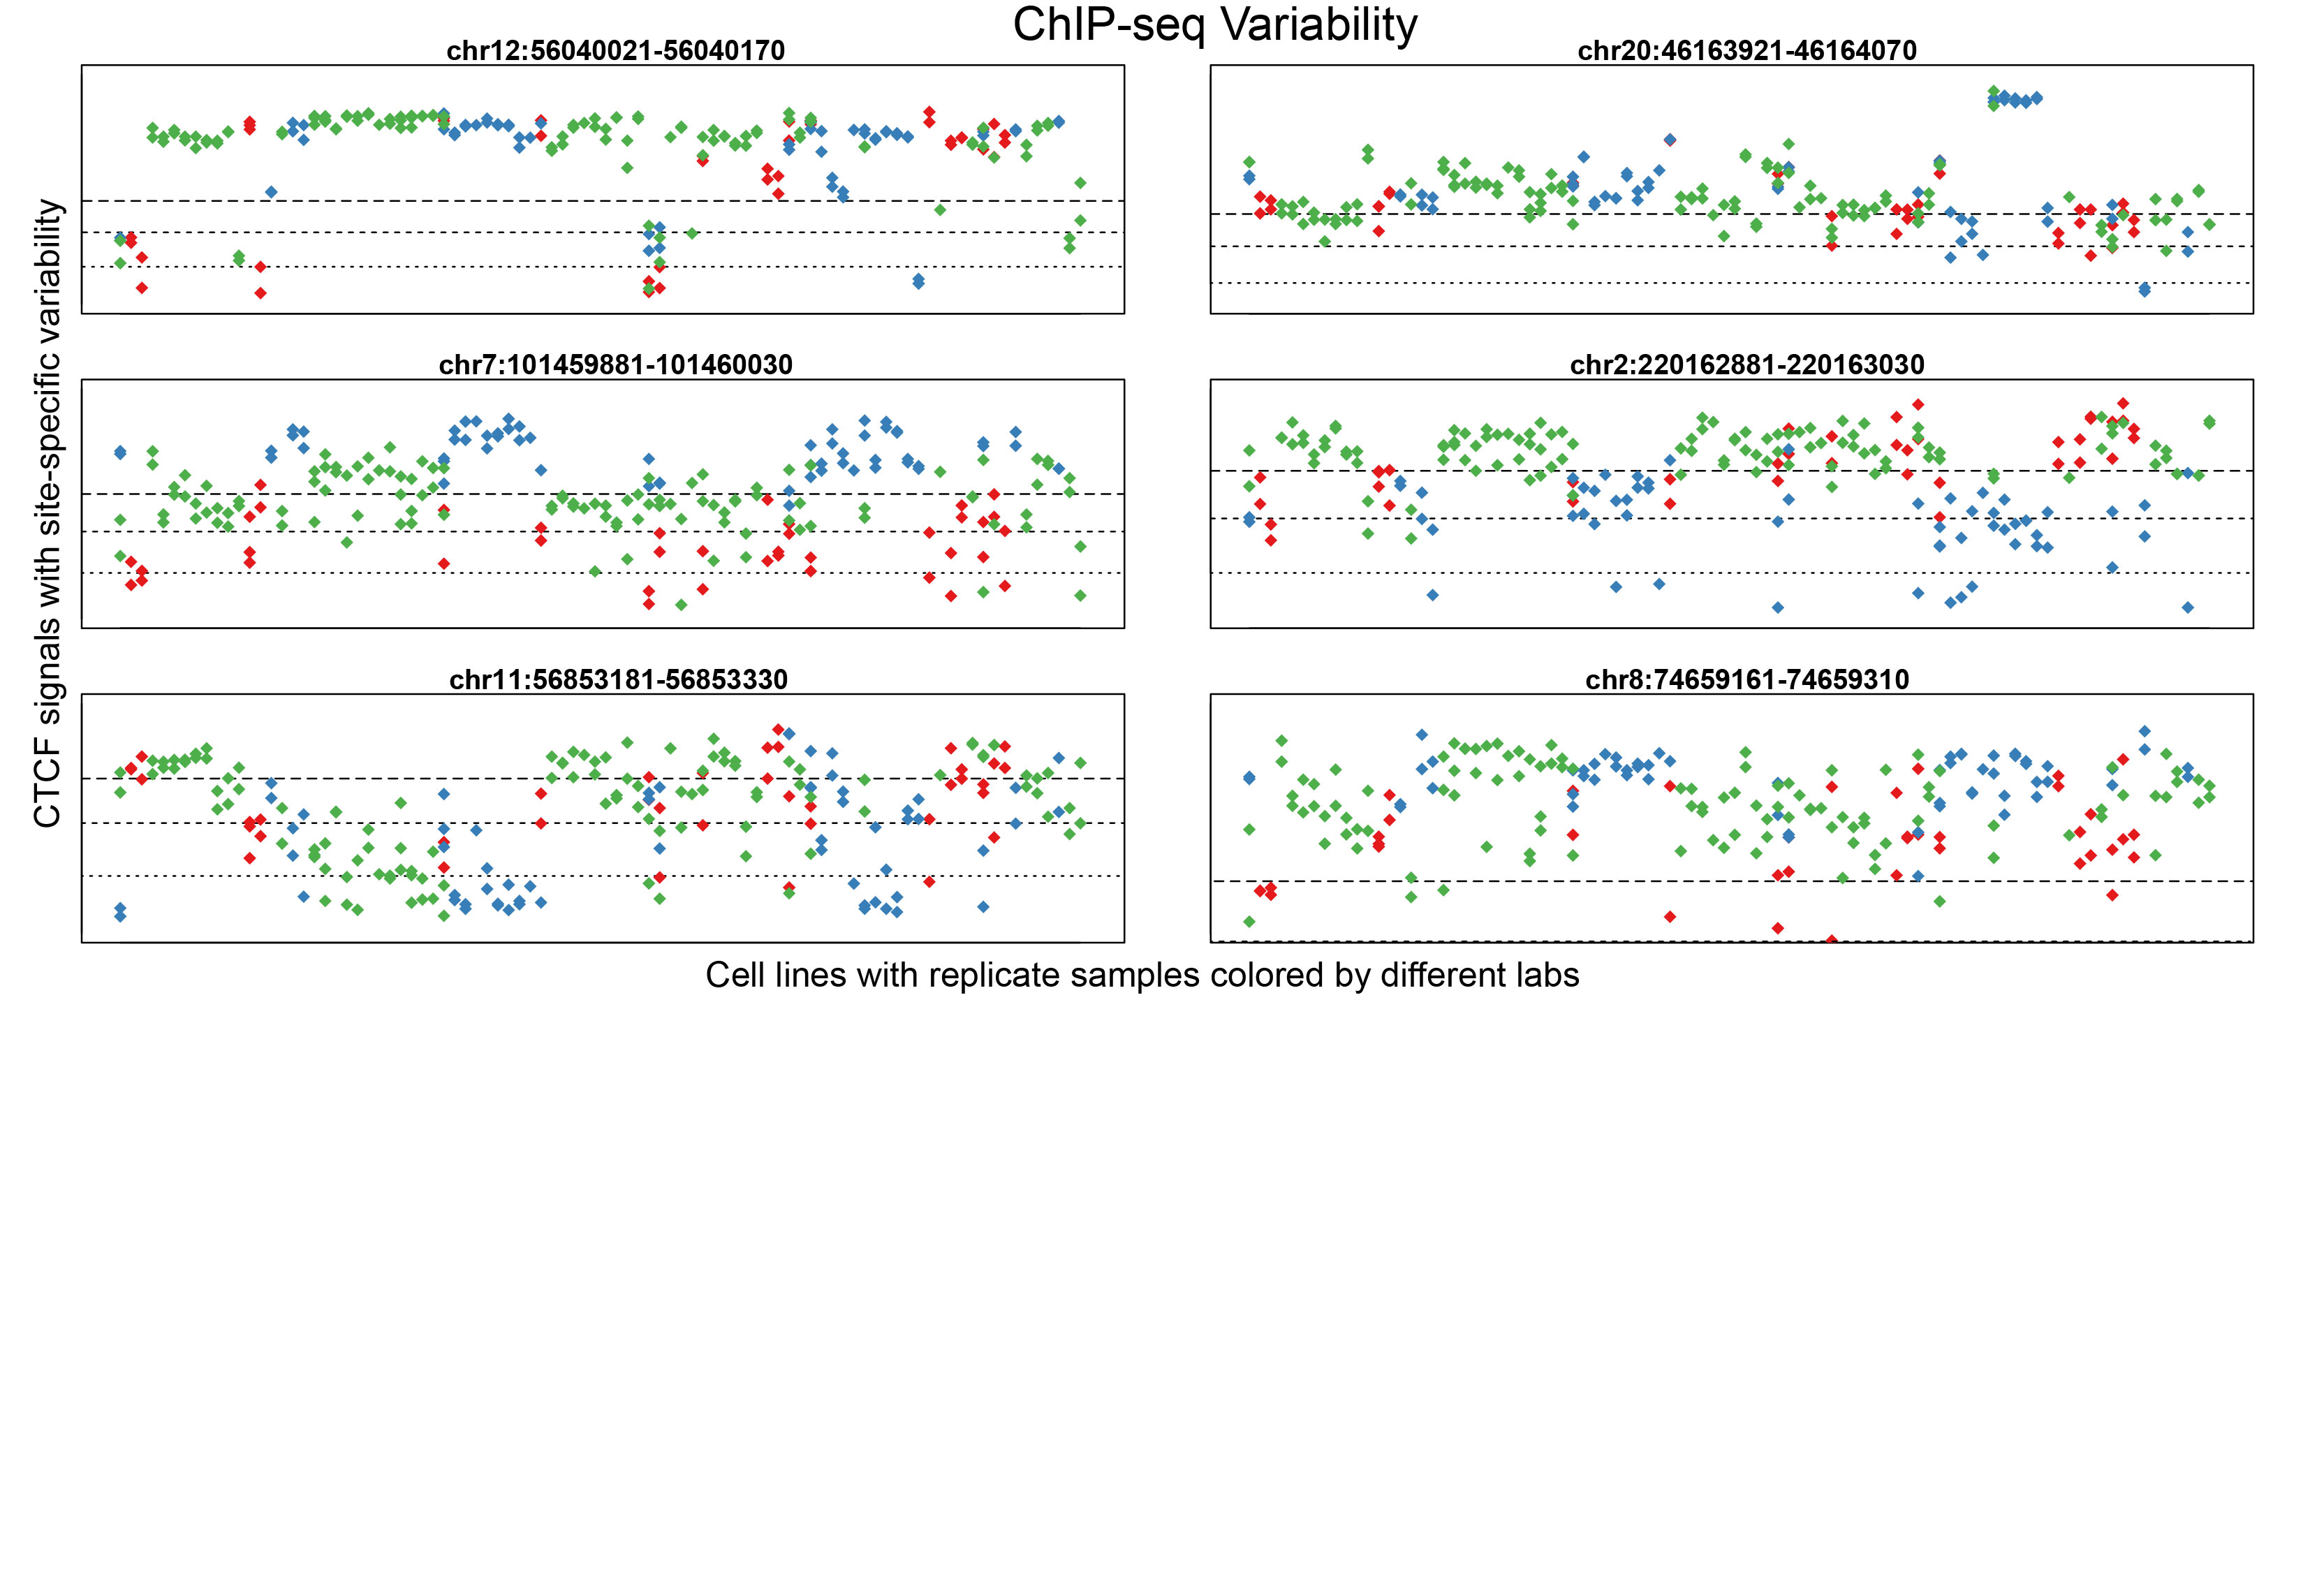 ChIP-seq Variability
chr12:56040021-56040170
chr20:46163921-46164070
chr7:101459881-101460030
chr2:220162881-220163030
chr11:56853181-56853330
chr8:74659161-74659310
CTCF signals with site-specific variability
Cell lines with replicate samples colored by different labs